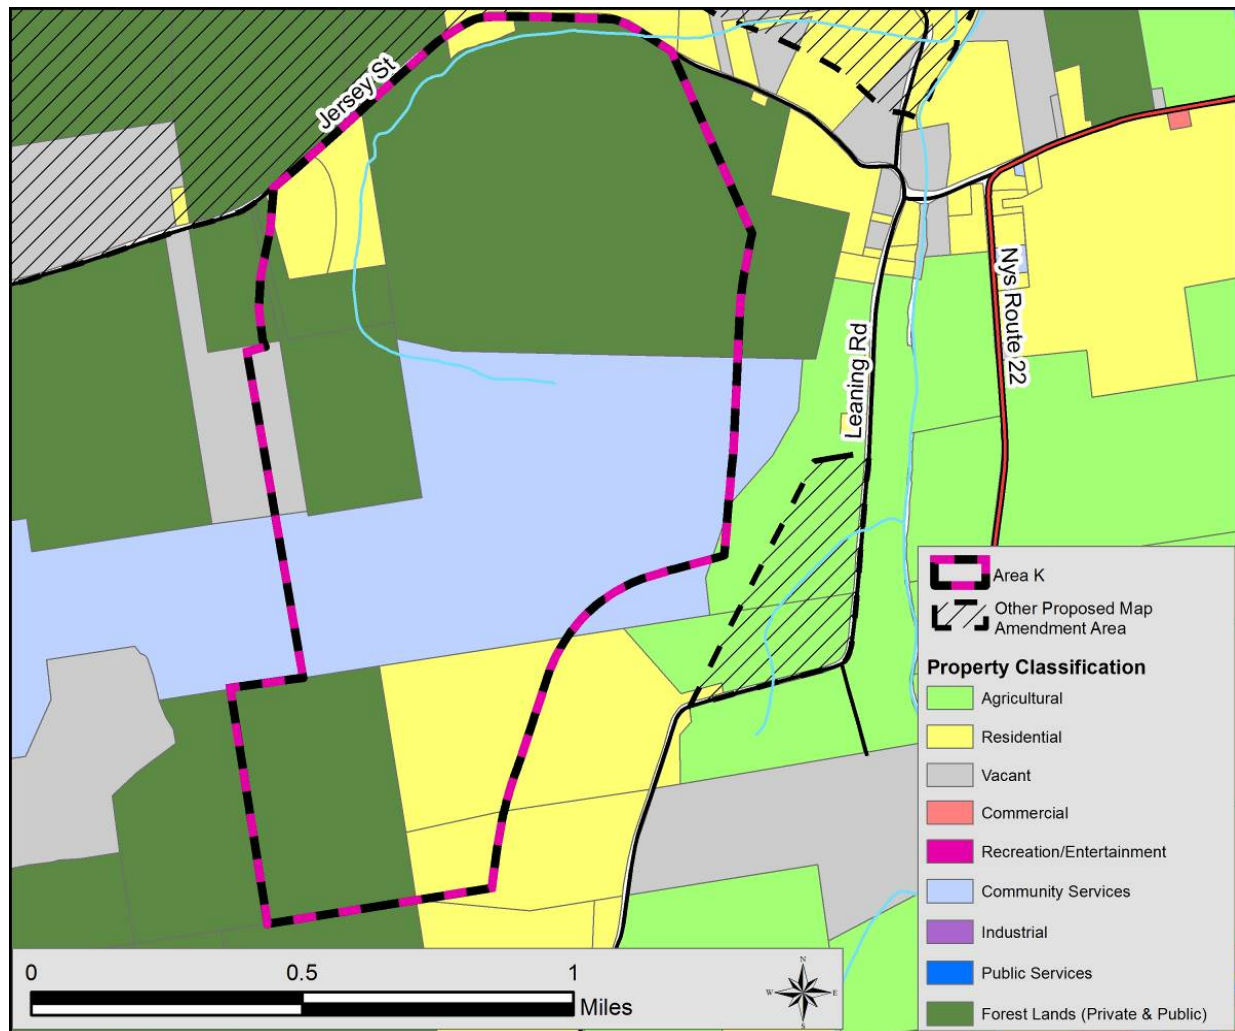 Jersey St
Nys Route 22
Leaning Rd
Area K
Other Proposed Map
Amendment Area
Property Classification
Agricultural
Residential
Vacant
Commercial
Recreation/Entertainment
Community Services
Industrial
Public Services
Forest Lands (Private & Public)
0 0.5 1
Miles
N
W E
S